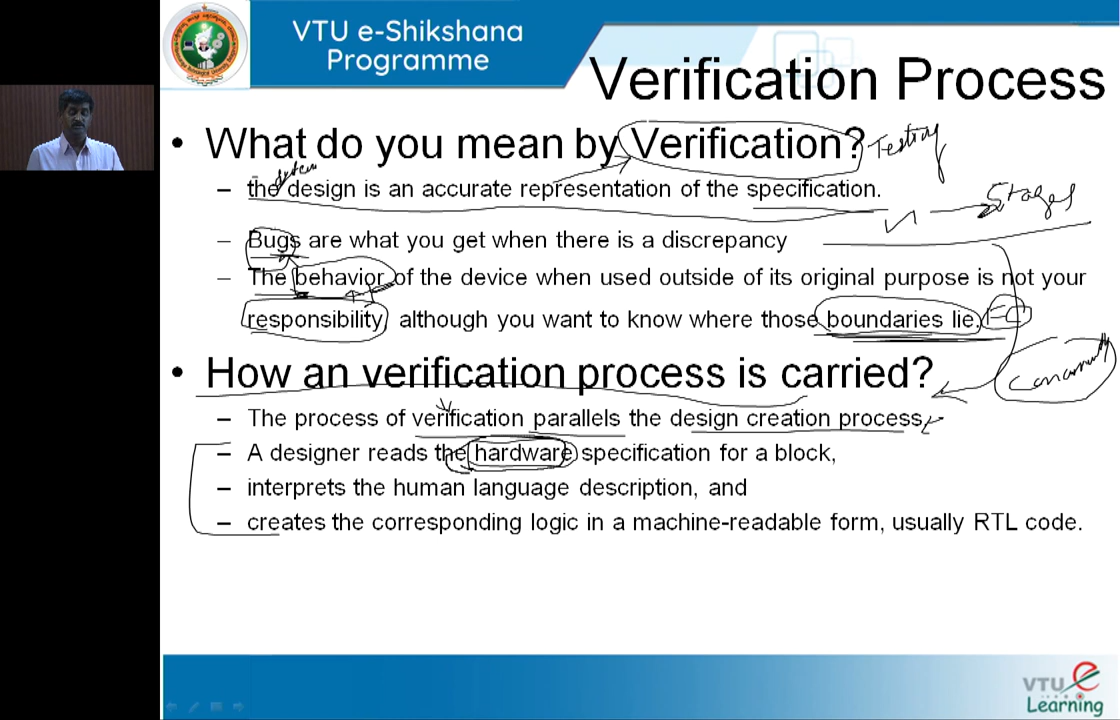 VTU e-Shikshana
Programme
Verification Process
• What do you mean by Verification? Testing
system
– the design is an accurate representation of the specification.
Stages
– Bugs are what you get when there is a discrepancy
– The behavior of the device when used outside of its original purpose is not your
responsibility, although you want to know where those boundaries lie.
• How an verification process is carried?
– The process of verification parallels the design creation process.
– A designer reads the hardware specification for a block,
– interprets the human language description, and
– creates the corresponding logic in a machine-readable form, usually RTL code.
VTU e
Learning